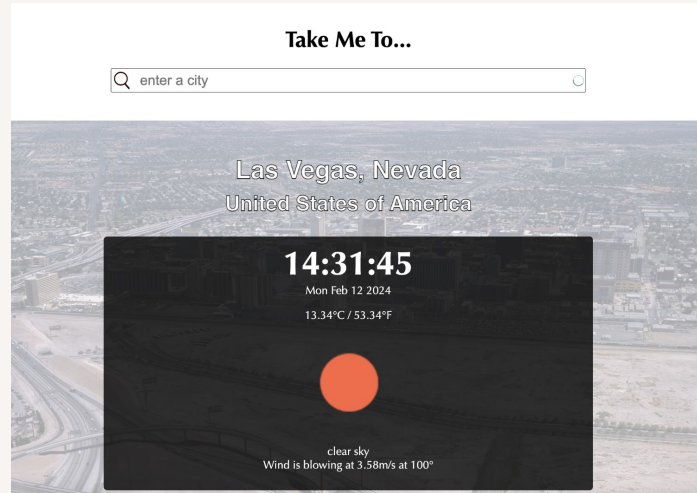 Take Me To...
enter a city
Las Vegas, Nevada
United States of America
14:31:45
Mon Feb 12 2024
13.34°C / 53.34°F
clear sky
Wind is blowing at 3.58m/s at 100°